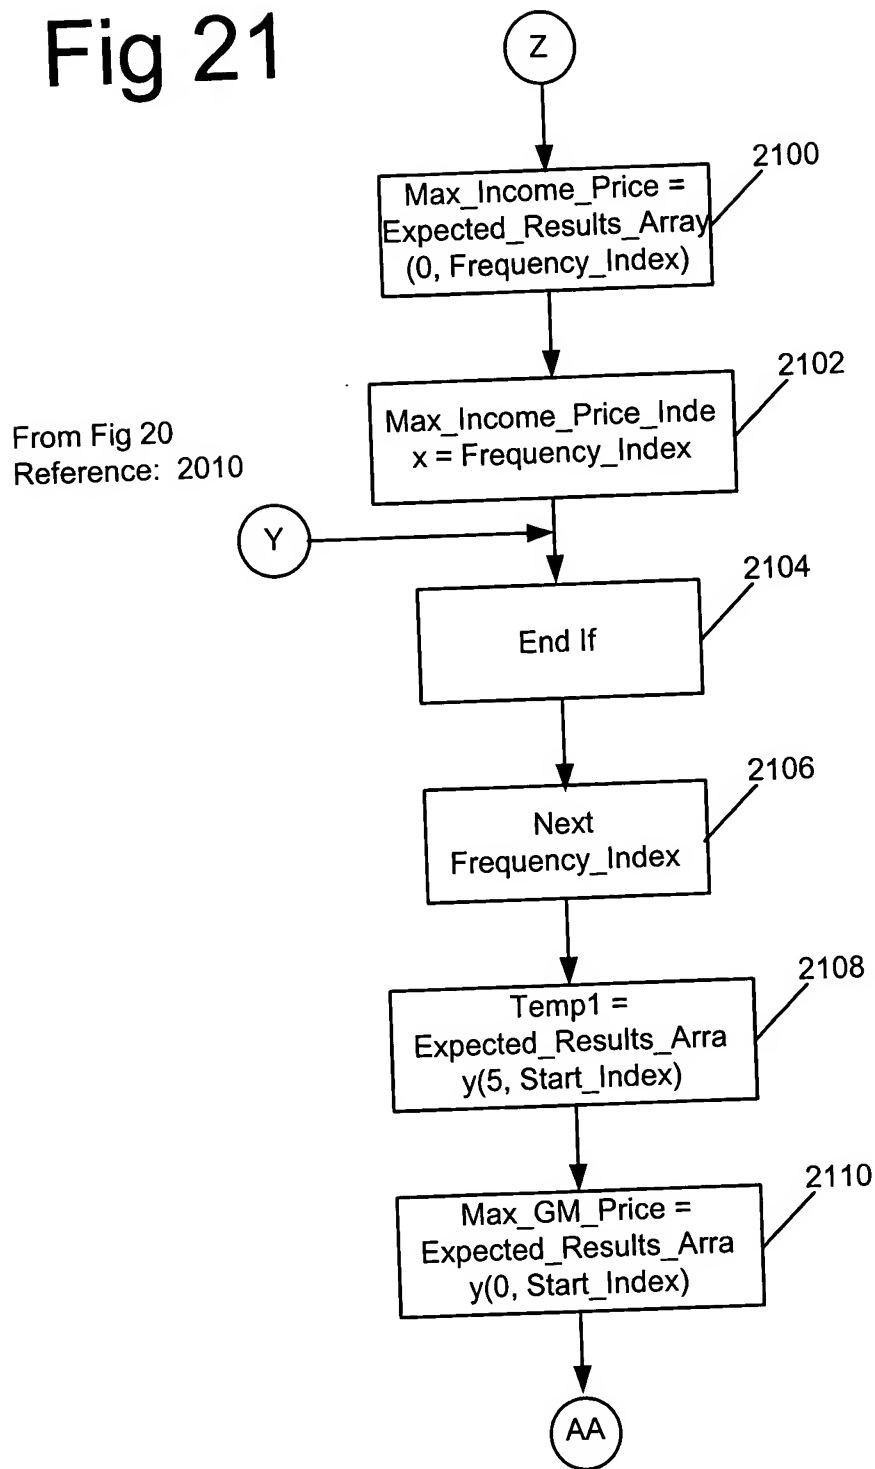 Fig 21
Z
2100
Max_Income_Price =
Expected_Results_Array
(0, Frequency_Index)
2102
Max_Income_Price_Inde
x = Frequency_Index
From Fig 20
Reference: 2010
Y
2104
End If
2106
Next
Frequency_Index
2108
Temp1 =
Expected_Results_Arra
y(5, Start_Index)
2110
Max_GM_Price =
Expected_Results_Arra
y(0, Start_Index)
AA